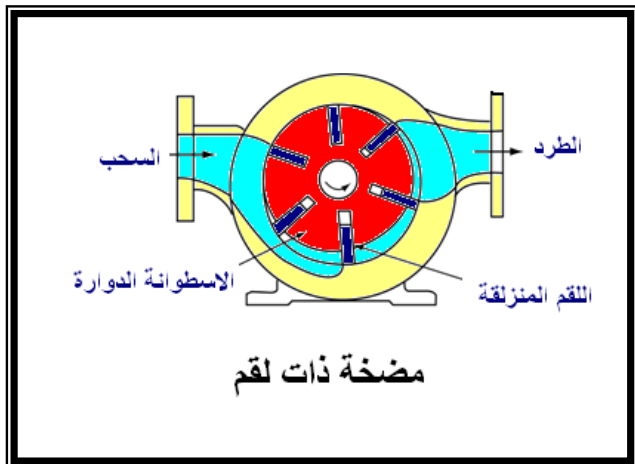 الطرد
السحب
الاسطوانة الدوارة
اللقم المنزلقة
مضخة ذات لقم